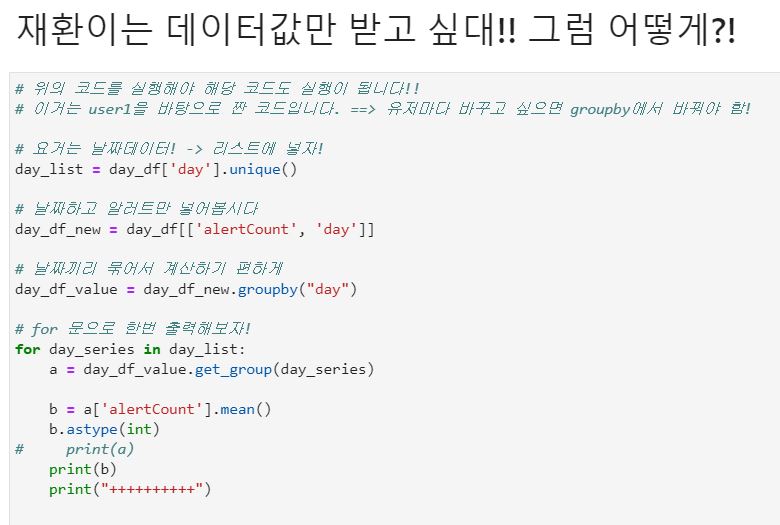 재환이는 데이터값만 받고 싶대!! 그럼 어떻게?!
# 위의 코드를 실행해야 해당 코드도 실행이 됩니다!!
# 이거는 user1을 바탕으로 짠 코드입니다. ==> 유저마다 바꾸고 싶으면 groupby에서 바꿔야 함!
# 요거는 날짜데이터! -> 리스트에 넣자!
day_list = day_df['day'].unique()
# 날짜하고 알러트만 넣어봅시다
day_df_new = day_df[['alertCount', 'day']]
# 날짜끼리 묶어서 계산하기 편하게
day_df_value = day_df_new.groupby("day")
# for 문으로 한번 출력해보자!
for day_series in day_list:
    a = day_df_value.get_group(day_series)
    b = a['alertCount'].mean()
    b.astype(int)
#     print(a)
    print(b)
    print("++++++++++")